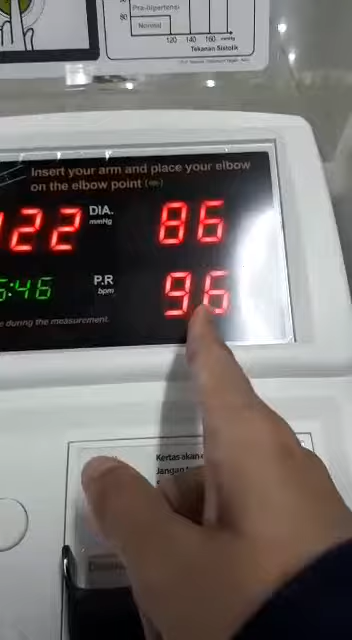 Pre-hipertensi
80
Normal
120 140 160 mmHg
Tekanan Sistolik
Insert your arm and place your elbow
on the elbow point
122 DIA. mmHg 86
5:46 P.R bpm 96
e during the measurement.
Kertas akan
Jangan